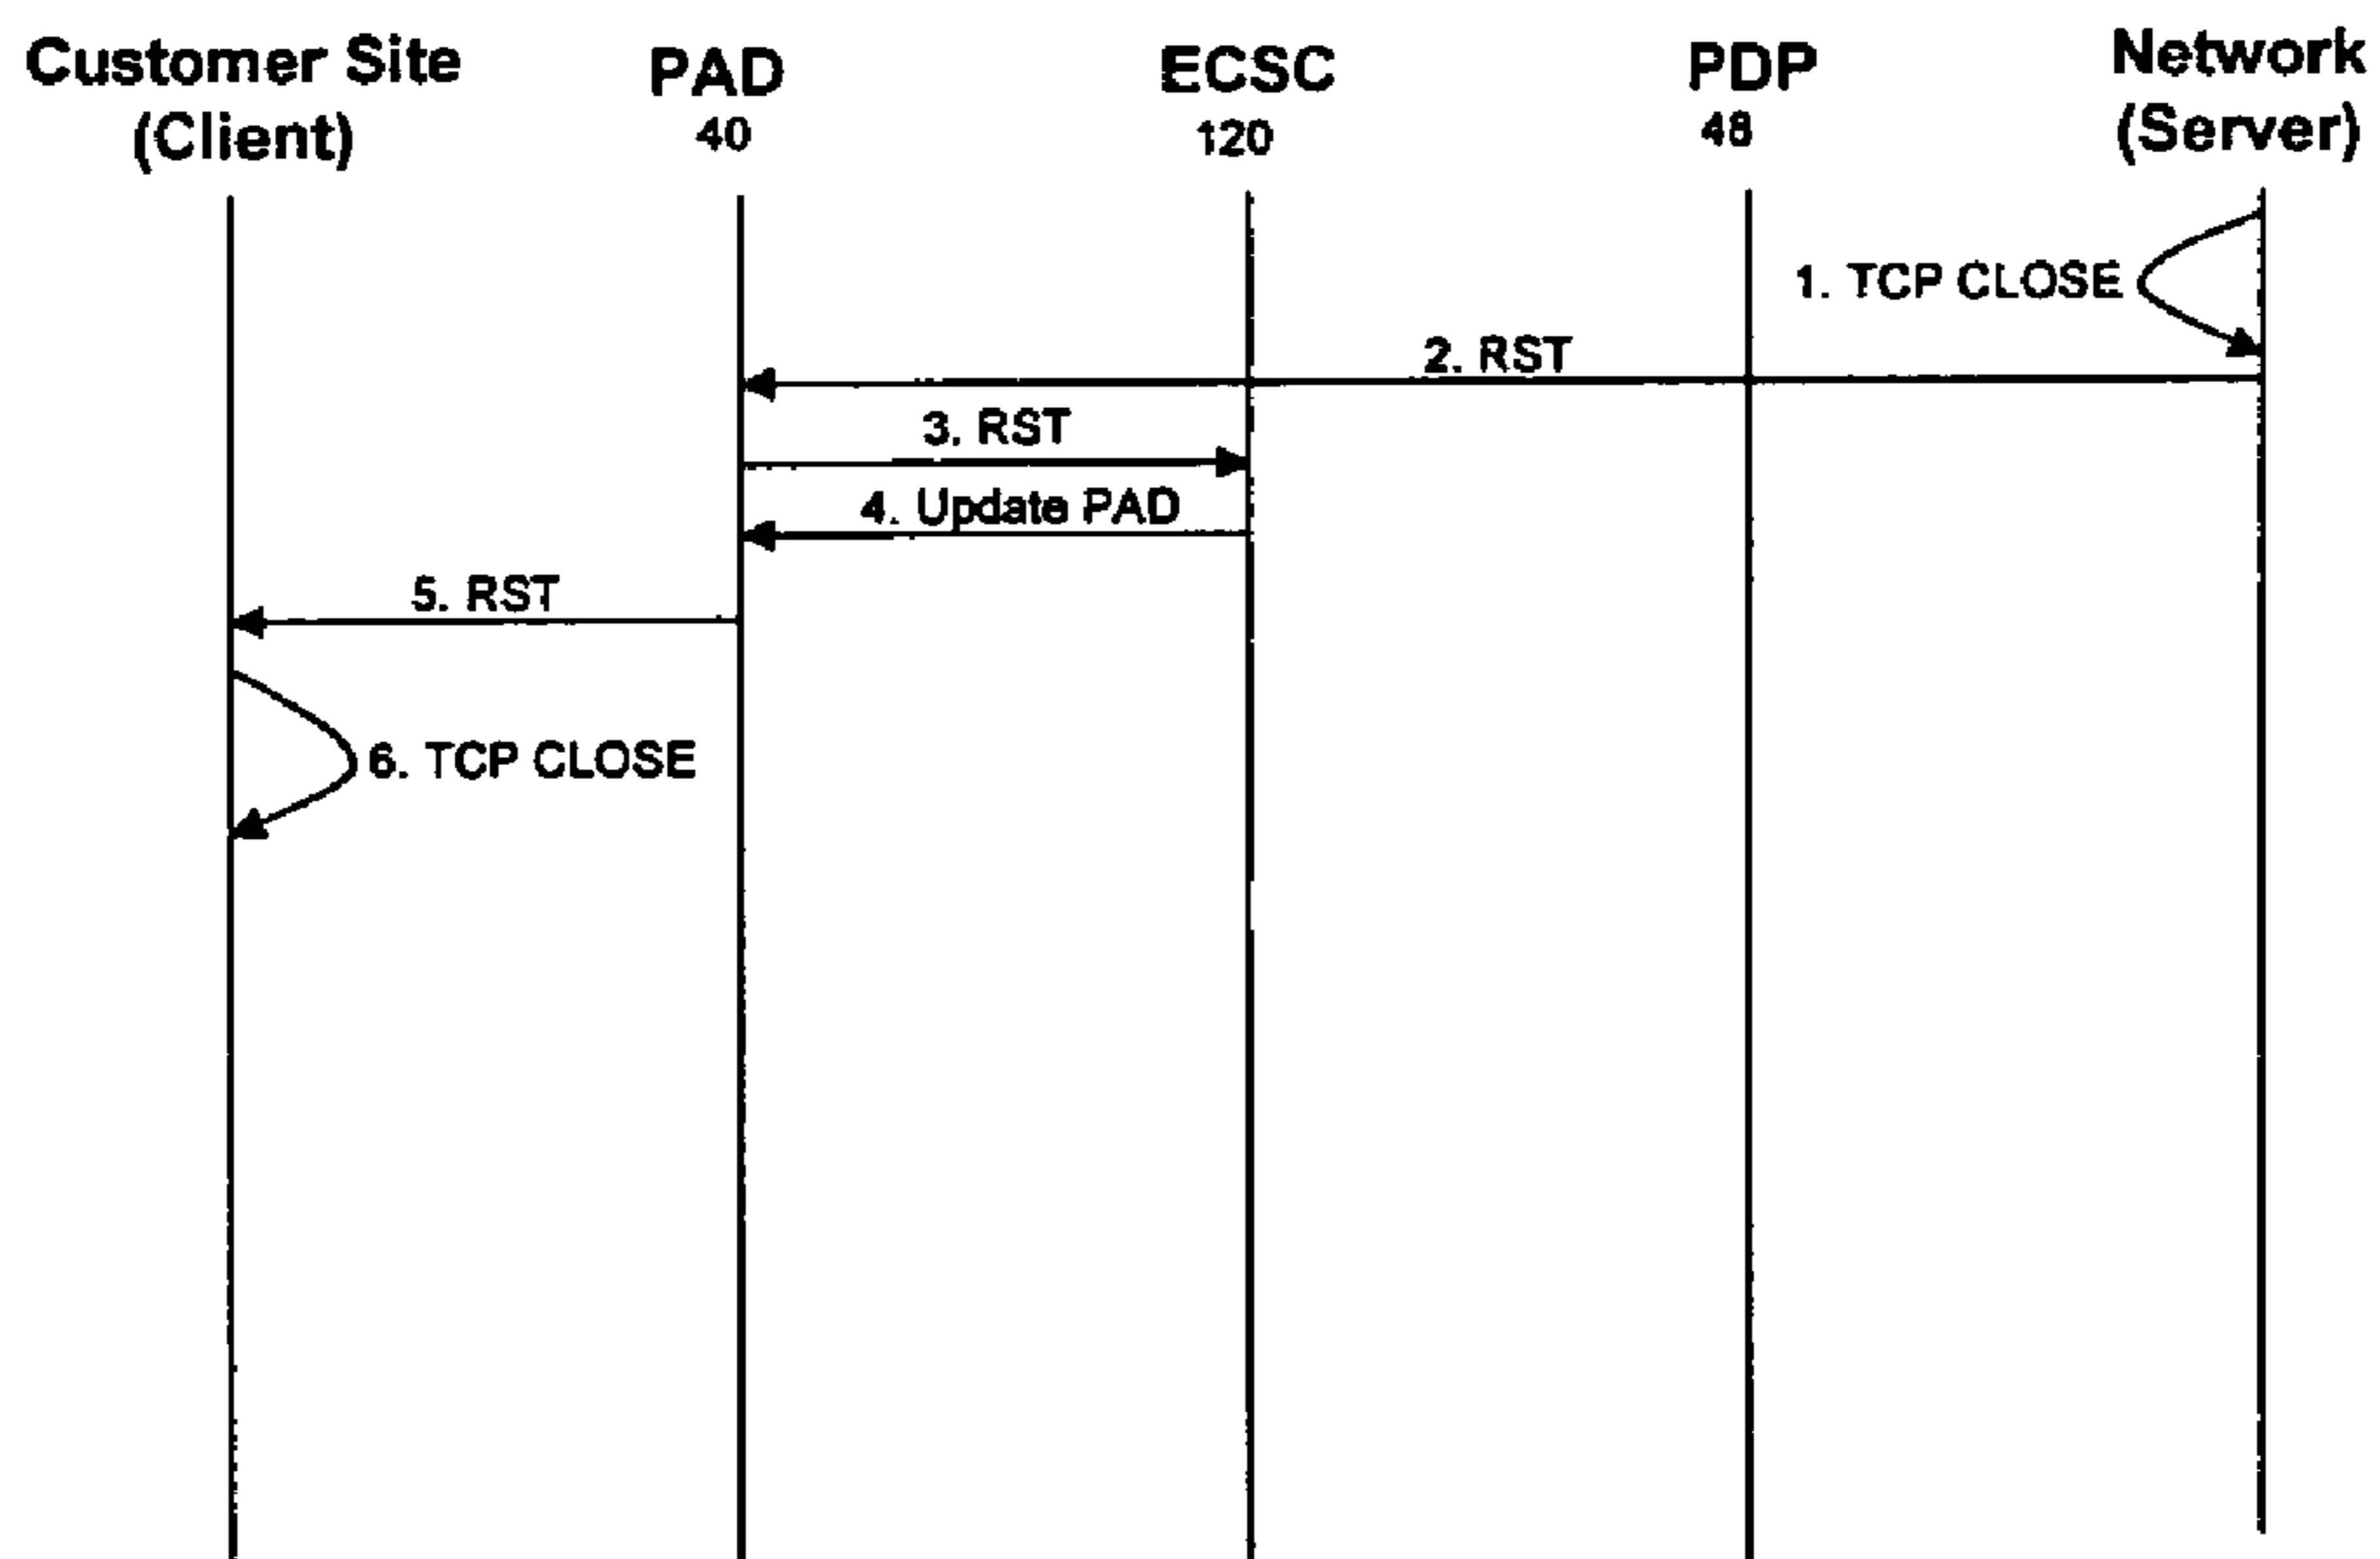 Customer Site
(Client)
PAD
40
ECSC
120
PDP
48
Network
(Server)
1. TCP CLOSE
2. RST
3. RST
4. Update PAD
5. RST
6. TCP CLOSE